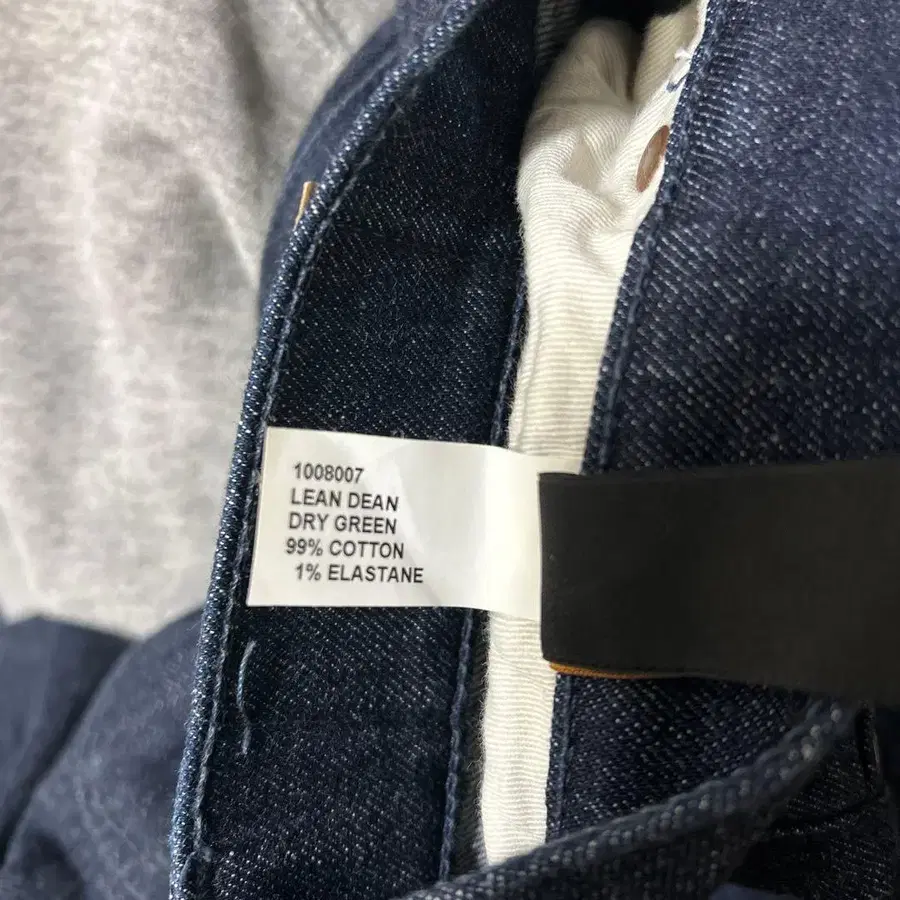 1008007
LEAN DEAN
DRY GREEN
99% COTTON
1% ELASTANE